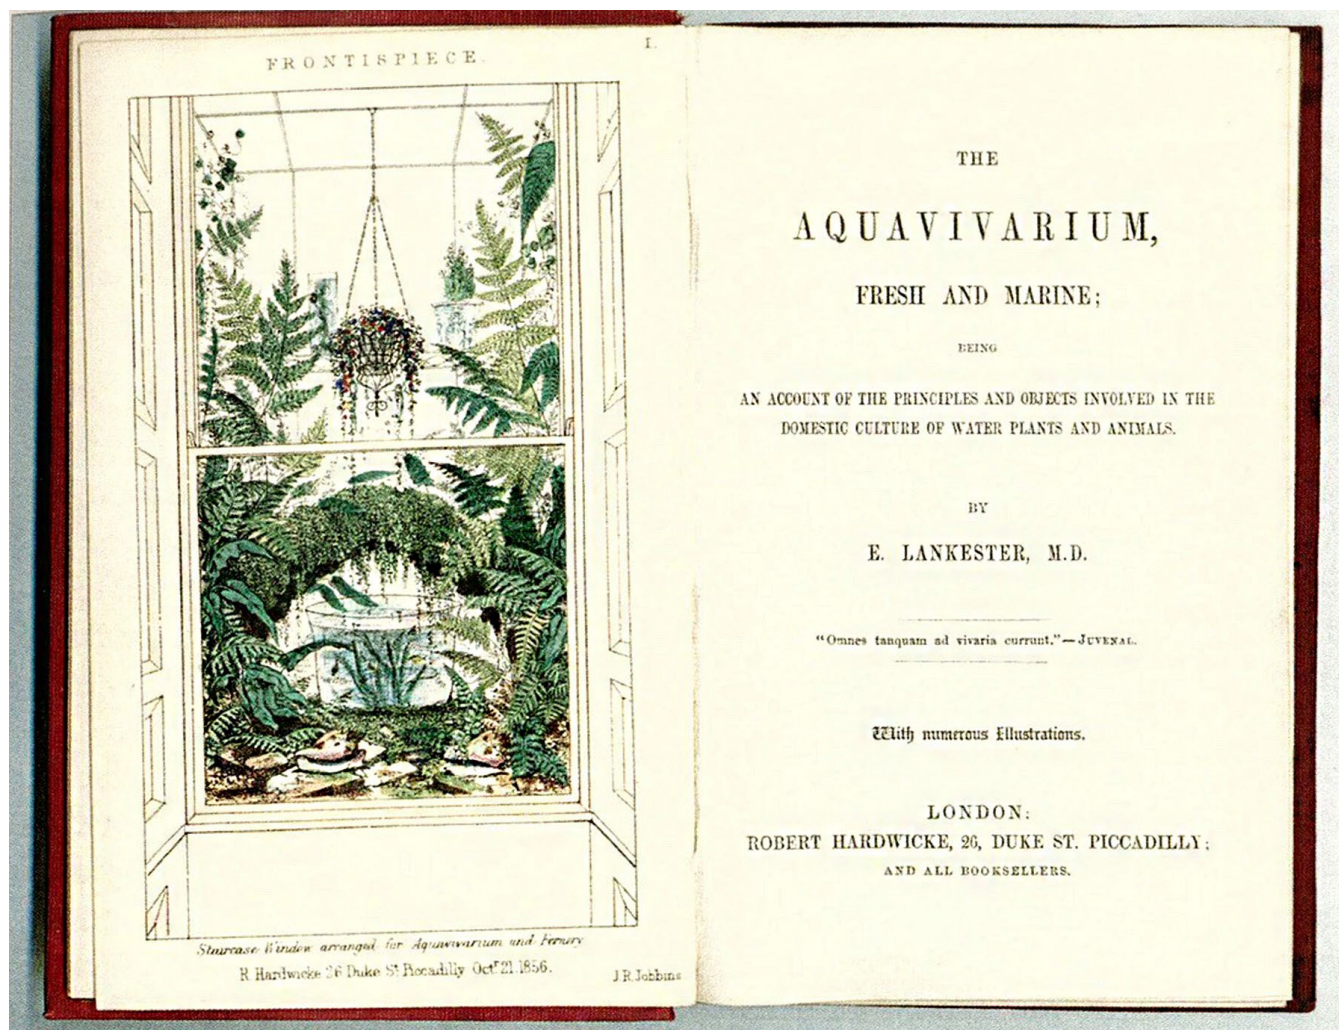 FRONTISPIECE.
I.
Staircase Window arranged for Aquavivarium and Fernery
R. Hardwicke 26 Duke St. Piccadilly Octr. 21. 1856.
J.R. Jobbins
THE
AQUAVIVARIUM,
FRESH AND MARINE;
BEING
AN ACCOUNT OF THE PRINCIPLES AND OBJECTS INVOLVED IN THE
DOMESTIC CULTURE OF WATER PLANTS AND ANIMALS.
BY
E. LANKESTER, M.D.
"Omnes tanquam ad vivaria currunt."—JUVENAL.
With numerous Illustrations.
LONDON:
ROBERT HARDWICKE, 26, DUKE ST. PICCADILLY;
AND ALL BOOKSELLERS.